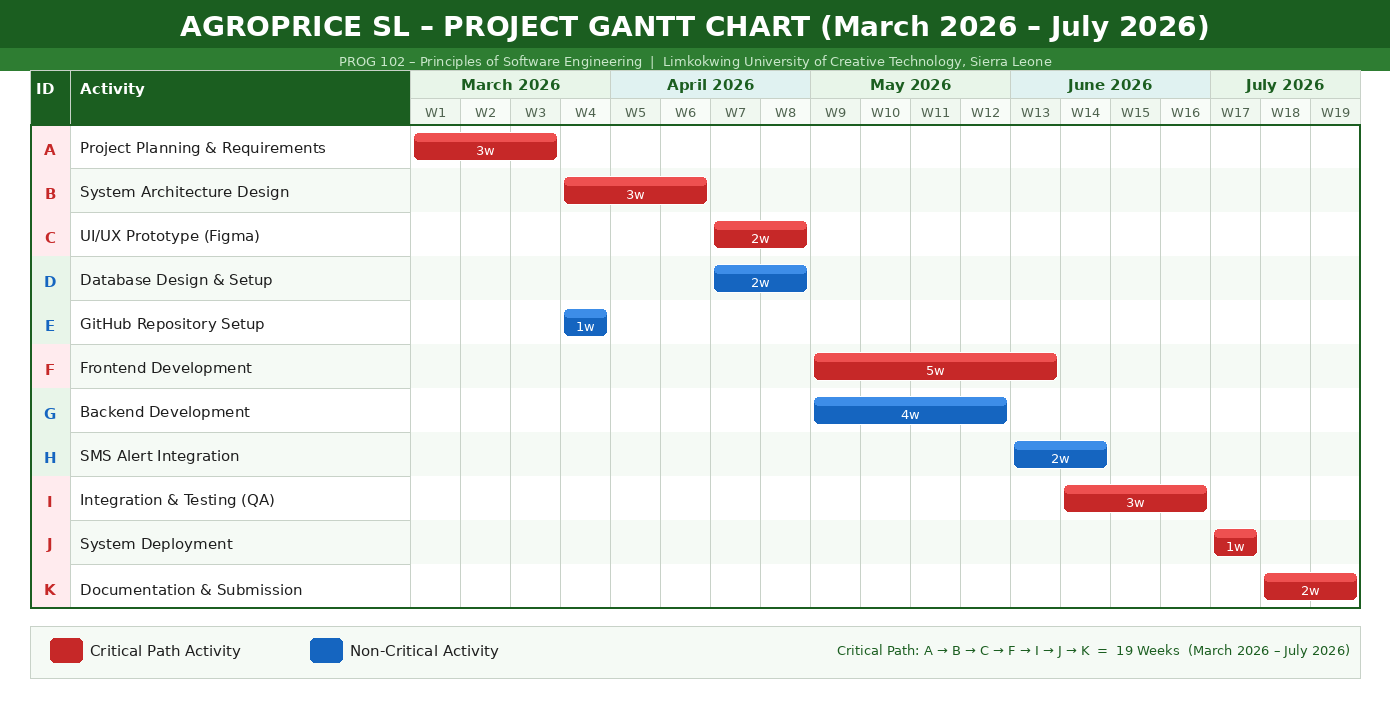 AGROPRICE SL – PROJECT GANTT CHART (March 2026 – July 2026)
PROG 102 – Principles of Software Engineering | Limkokwing University of Creative Technology, Sierra Leone
ID Activity March 2026 April 2026 May 2026 June 2026 July 2026
W1 W2 W3 W4 W5 W6 W7 W8 W9 W10 W11 W12 W13 W14 W15 W16 W17 W18 W19
A Project Planning & Requirements 3w
B System Architecture Design 3w
C UI/UX Prototype (Figma) 2w
D Database Design & Setup 2w
E GitHub Repository Setup 1w
F Frontend Development 5w
G Backend Development 4w
H SMS Alert Integration 2w
I Integration & Testing (QA) 3w
J System Deployment 1w
K Documentation & Submission 2w
Critical Path Activity Non-Critical Activity Critical Path: A → B → C → F → I → J → K = 19 Weeks (March 2026 – July 2026)